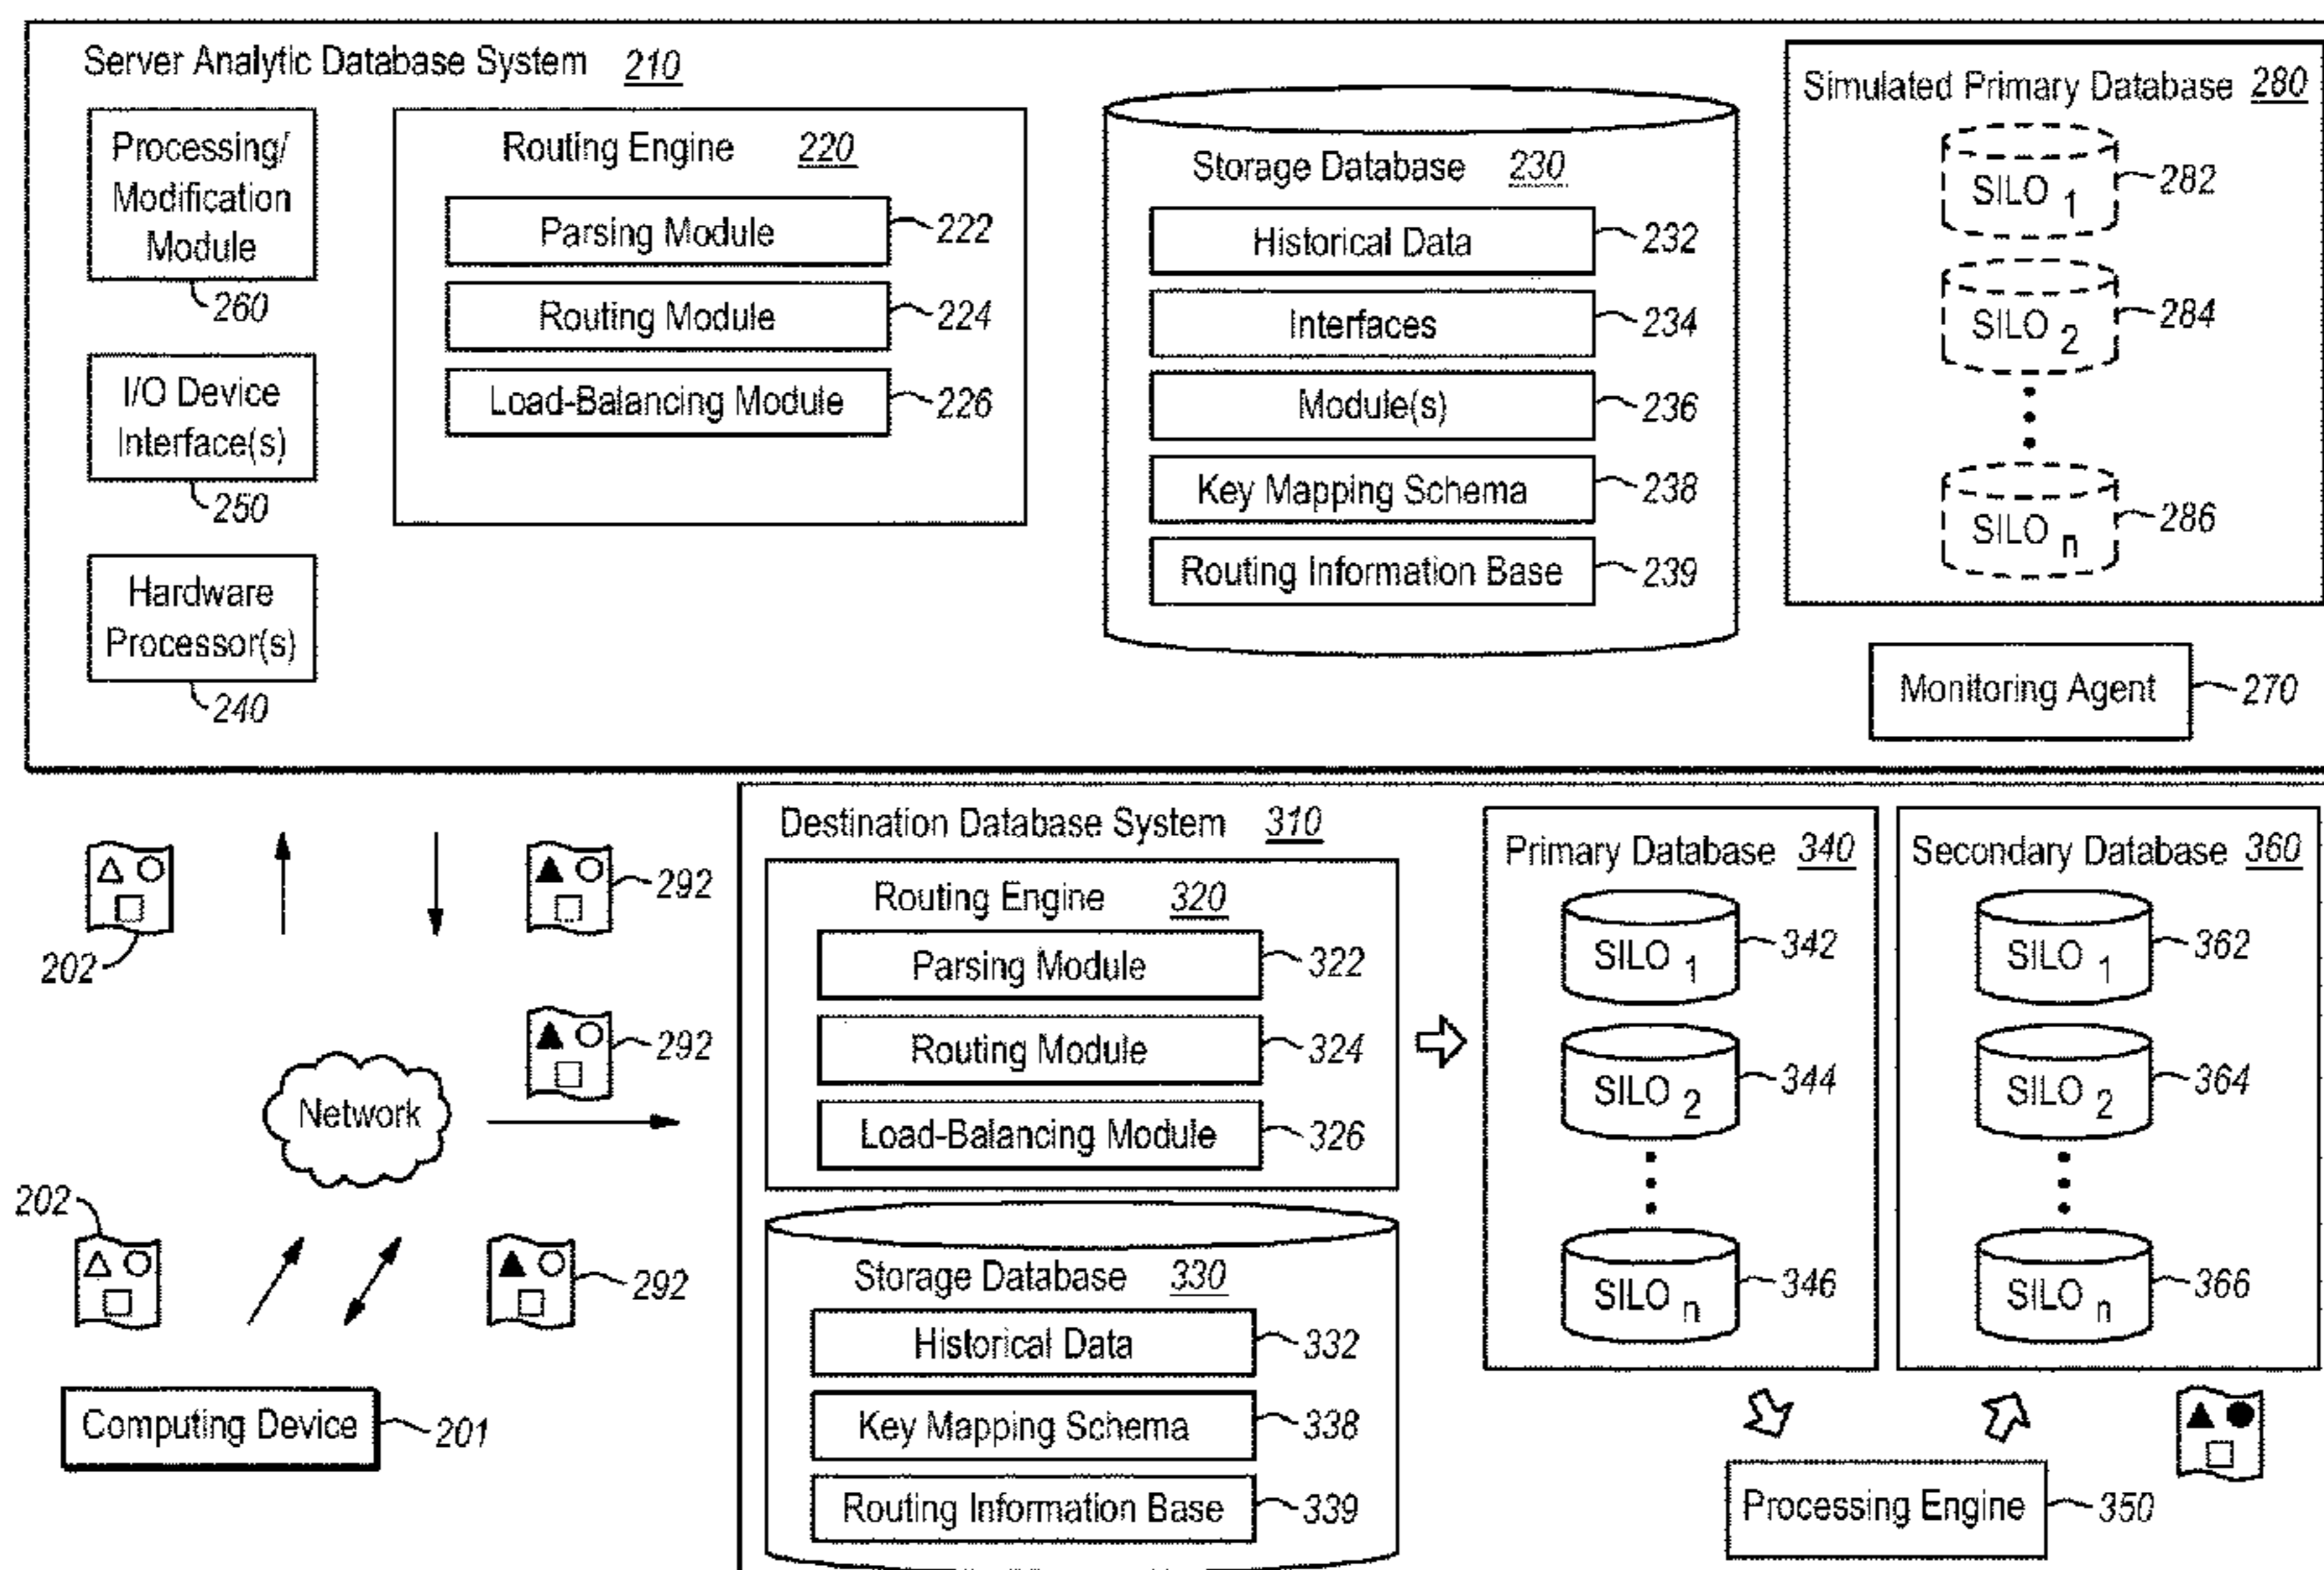 Server Analytic Database System 210
Processing/
Modification
Module
260
I/O Device
Interface(s)
250
Hardware
Processor(s)
240
Routing Engine 220
Parsing Module 222
Routing Module 224
Load-Balancing Module 226
Storage Database 230
Historical Data 232
Interfaces 234
Module(s) 236
Key Mapping Schema 238
Routing Information Base 239
Simulated Primary Database 280
SILO 1 282
SILO 2 284
SILO n 286
Monitoring Agent 270
202
292
292
Network
202
292
Computing Device 201
Destination Database System 310
Routing Engine 320
Parsing Module 322
Routing Module 324
Load-Balancing Module 326
Storage Database 330
Historical Data 332
Key Mapping Schema 338
Routing Information Base 339
Primary Database 340
SILO 1 342
SILO 2 344
SILO n 346
Secondary Database 360
SILO 1 362
SILO 2 364
SILO n 366
Processing Engine 350